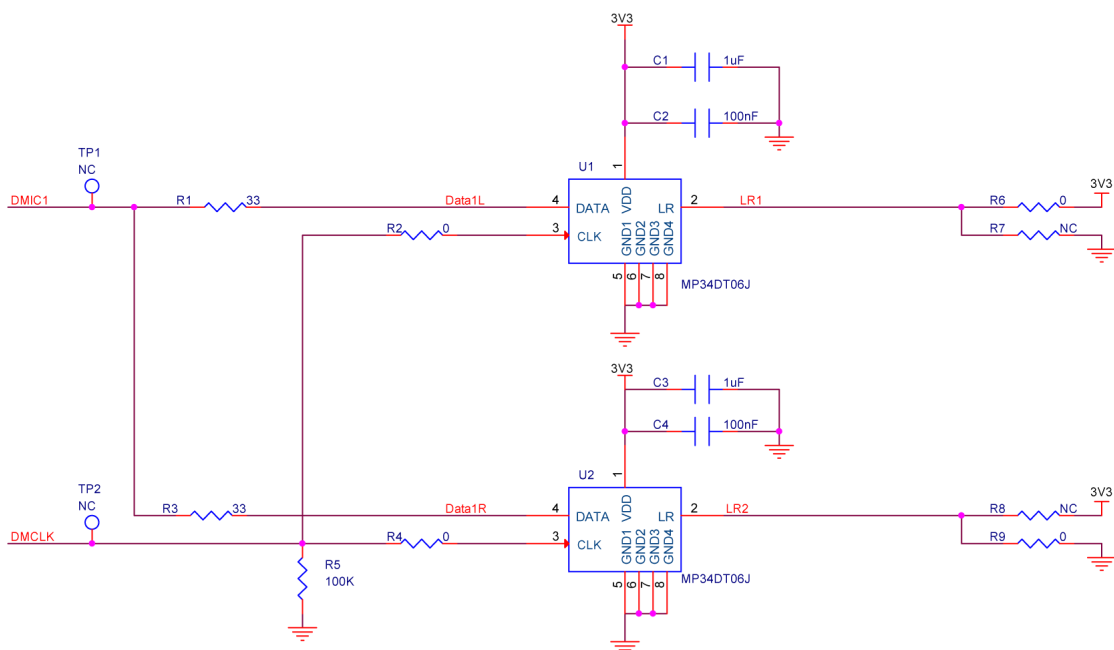 3V3
C1 1uF
C2 100nF
TP1
NC
U1
1
DMIC1 R1 33 Data1L 4 DATA VDD LR 2 LR1 R6 0 3V3
R2 0 3 CLK R7 NC
GND1 GND2 GND3 GND4
5 6 7 8
MP34DT06J
3V3
C3 1uF
C4 100nF
TP2
NC
U2
1
R3 33 Data1R 4 DATA VDD LR 2 LR2 R8 NC 3V3
DMCLK R4 0 3 CLK R9 0
GND1 GND2 GND3 GND4
5 6 7 8
MP34DT06J
R5
100K